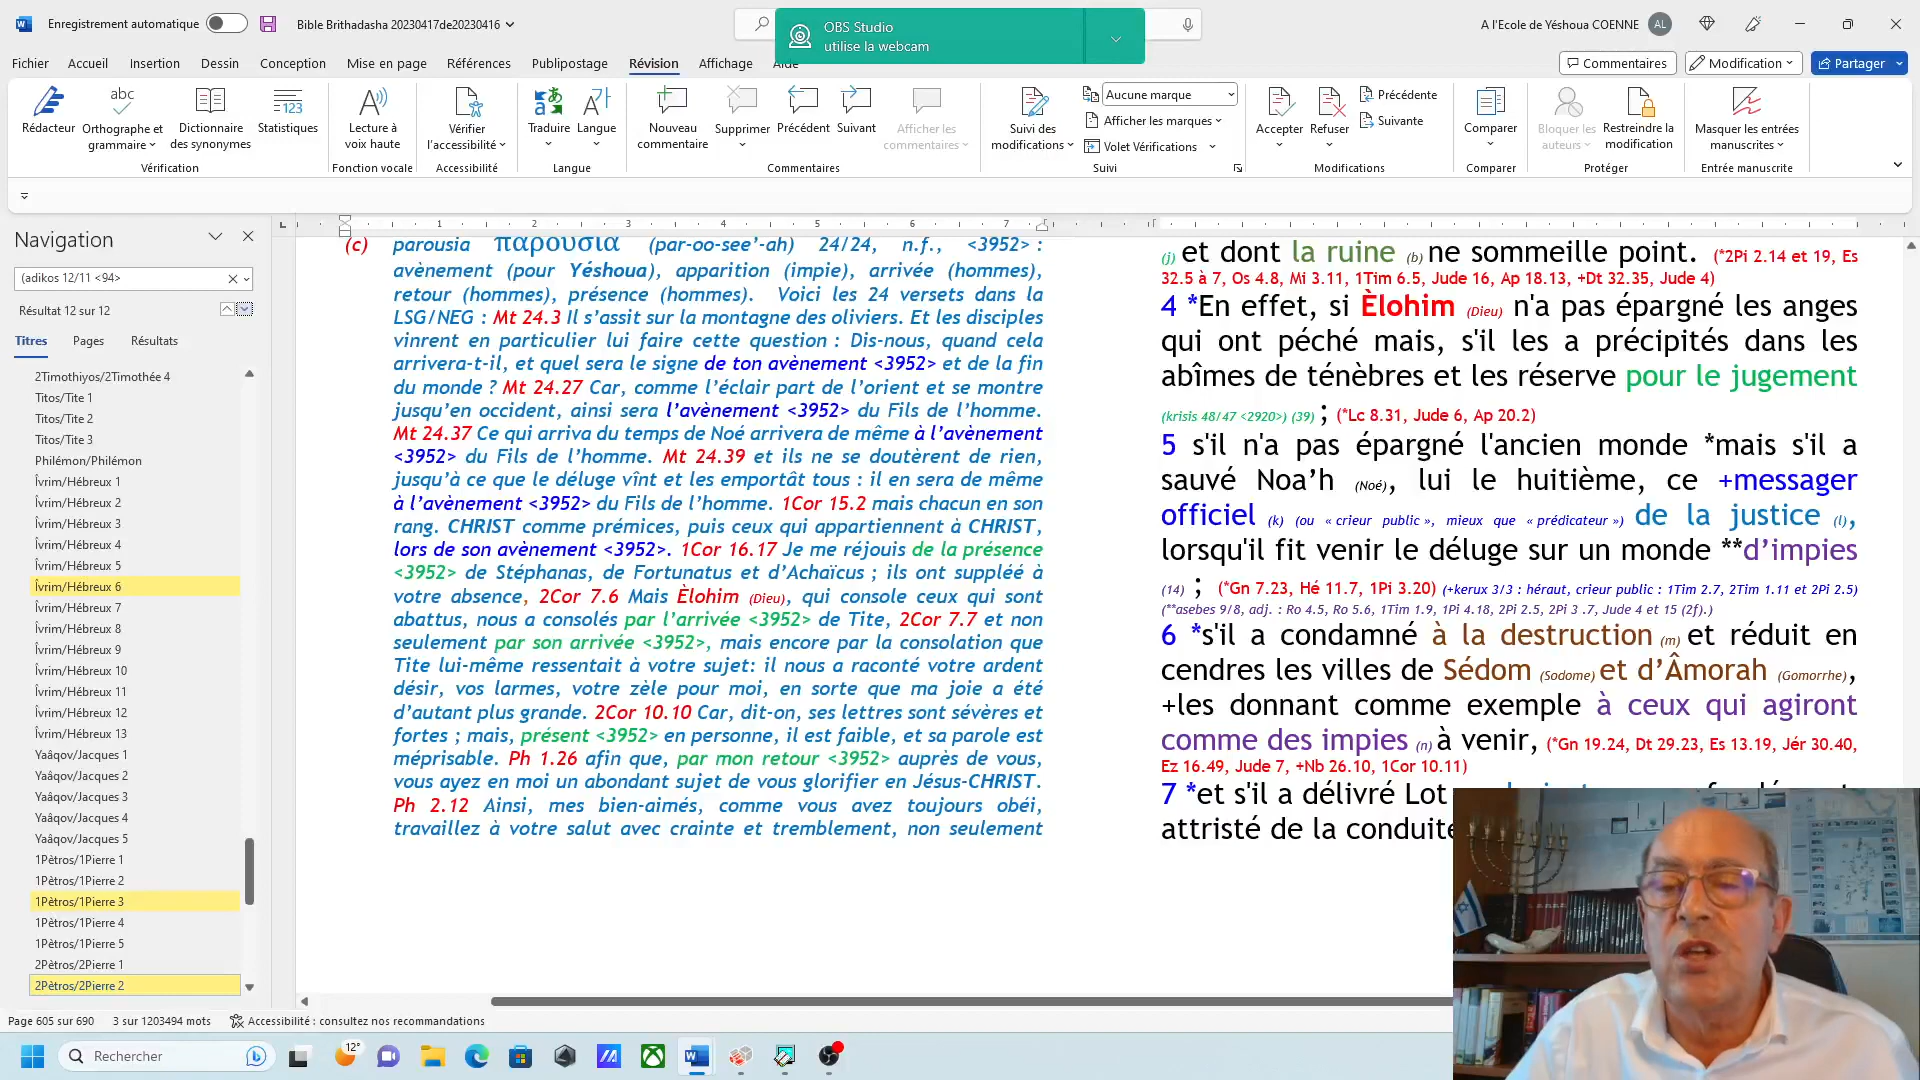 Enregistrement automatique
Bible Brithadasha 20230417de20230416
OBS Studio
utilise la webcam
A l'Ecole de Yéshoua COENNE
AL
Fichier Accueil Insertion Dessin Conception Mise en page Références Publipostage Révision Affichage Aide
Commentaires Modification Partager
Rédacteur
Orthographe et grammaire
Dictionnaire des synonymes
Statistiques
Lecture à voix haute
Vérifier l'accessibilité
Traduire
Langue
Nouveau commentaire
Supprimer
Précédent
Suivant
Afficher les commentaires
Suivi des modifications
Aucune marque
Afficher les marques
Volet Vérifications
Accepter
Refuser
Précédente
Suivante
Comparer
Bloquer les auteurs
Restreindre la modification
Masquer les entrées manuscrites
Vérification Fonction vocale Accessibilité Langue Commentaires Suivi Modifications Comparer Protéger Entrée manuscrite
Navigation
(adikos 12/11 <94>
Résultat 12 sur 12
Titres Pages Résultats
2Timothiyos/2Timothée 4
Titos/Tite 1
Titos/Tite 2
Titos/Tite 3
Philémon/Philémon
Îvrim/Hébreux 1
Îvrim/Hébreux 2
Îvrim/Hébreux 3
Îvrim/Hébreux 4
Îvrim/Hébreux 5
Îvrim/Hébreux 6
Îvrim/Hébreux 7
Îvrim/Hébreux 8
Îvrim/Hébreux 9
Îvrim/Hébreux 10
Îvrim/Hébreux 11
Îvrim/Hébreux 12
Îvrim/Hébreux 13
Yaâqov/Jacques 1
Yaâqov/Jacques 2
Yaâqov/Jacques 3
Yaâqov/Jacques 4
Yaâqov/Jacques 5
1Pètros/1Pierre 1
1Pètros/1Pierre 2
1Pètros/1Pierre 3
1Pètros/1Pierre 4
1Pètros/1Pierre 5
2Pètros/2Pierre 1
2Pètros/2Pierre 2
1 2 3 4 5 6 7
(c) parousia παρουσία (par-oo-see'-ah) 24/24, n.f., <3952> :
avènement (pour Yéshoua), apparition (impie), arrivée (hommes),
retour (hommes), présence (hommes). Voici les 24 versets dans la
LSG/NEG : Mt 24.3 Il s'assit sur la montagne des oliviers. Et les disciples
vinrent en particulier lui faire cette question : Dis-nous, quand cela
arrivera-t-il, et quel sera le signe de ton avènement <3952> et de la fin
du monde ? Mt 24.27 Car, comme l'éclair part de l'orient et se montre
jusqu'en occident, ainsi sera l'avènement <3952> du Fils de l'homme.
Mt 24.37 Ce qui arriva du temps de Noé arrivera de même à l'avènement
<3952> du Fils de l'homme. Mt 24.39 et ils ne se doutèrent de rien,
jusqu'à ce que le déluge vînt et les emportât tous : il en sera de même
à l'avènement <3952> du Fils de l'homme. 1Cor 15.2 mais chacun en son
rang. CHRIST comme prémices, puis ceux qui appartiennent à CHRIST,
lors de son avènement <3952>. 1Cor 16.17 Je me réjouis de la présence
<3952> de Stéphanas, de Fortunatus et d'Achaïcus ; ils ont suppléé à
votre absence, 2Cor 7.6 Mais Èlohim (Dieu), qui console ceux qui sont
abattus, nous a consolés par l'arrivée <3952> de Tite, 2Cor 7.7 et non
seulement par son arrivée <3952>, mais encore par la consolation que
Tite lui-même ressentait à votre sujet: il nous a raconté votre ardent
désir, vos larmes, votre zèle pour moi, en sorte que ma joie a été
d'autant plus grande. 2Cor 10.10 Car, dit-on, ses lettres sont sévères et
fortes ; mais, présent <3952> en personne, il est faible, et sa parole est
méprisable. Ph 1.26 afin que, par mon retour <3952> auprès de vous,
vous ayez en moi un abondant sujet de vous glorifier en Jésus-CHRIST.
Ph 2.12 Ainsi, mes bien-aimés, comme vous avez toujours obéi,
travaillez à votre salut avec crainte et tremblement, non seulement
(j) et dont la ruine (b) ne sommeille point. (*2Pi 2.14 et 19, Es
32.5 à 7, Os 4.8, Mi 3.11, 1Tim 6.5, Jude 16, Ap 18.13, +Dt 32.35, Jude 4)
4 *En effet, si Èlohim (Dieu) n'a pas épargné les anges
qui ont péché mais, s'il les a précipités dans les
abîmes de ténèbres et les réserve pour le jugement
(krisis 48/47 <2920>) (39) ; (*Lc 8.31, Jude 6, Ap 20.2)
5 s'il n'a pas épargné l'ancien monde *mais s'il a
sauvé Noa'h (Noé), lui le huitième, ce +messager
officiel (k) (ou « crieur public », mieux que « prédicateur ») de la justice (l),
lorsqu'il fit venir le déluge sur un monde **d'impies
(14) ; (*Gn 7.23, Hé 11.7, 1Pi 3.20) (+kerux 3/3 : héraut, crieur public : 1Tim 2.7, 2Tim 1.11 et 2Pi 2.5)
(**asebes 9/8, adj. : Ro 4.5, Ro 5.6, 1Tim 1.9, 1Pi 4.18, 2Pi 2.5, 2Pi 3 .7, Jude 4 et 15 (2f).)
6 *s'il a condamné à la destruction (m) et réduit en
cendres les villes de Sédom (Sodome) et d'Âmorah (Gomorrhe),
+les donnant comme exemple à ceux qui agiront
comme des impies (n) à venir, (*Gn 19.24, Dt 29.23, Es 13.19, Jér 30.40,
Ez 16.49, Jude 7, +Nb 26.10, 1Cor 10.11)
7 *et s'il a délivré Lot
attristé de la conduite
Page 605 sur 690 3 sur 1203494 mots Accessibilité : consultez nos recommandations
Rechercher
12°